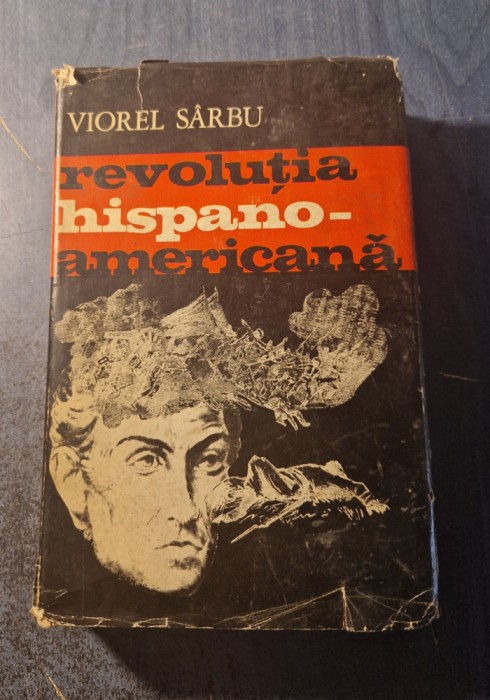 VIOREL SÂRBU
revoluția
hispano-
americană